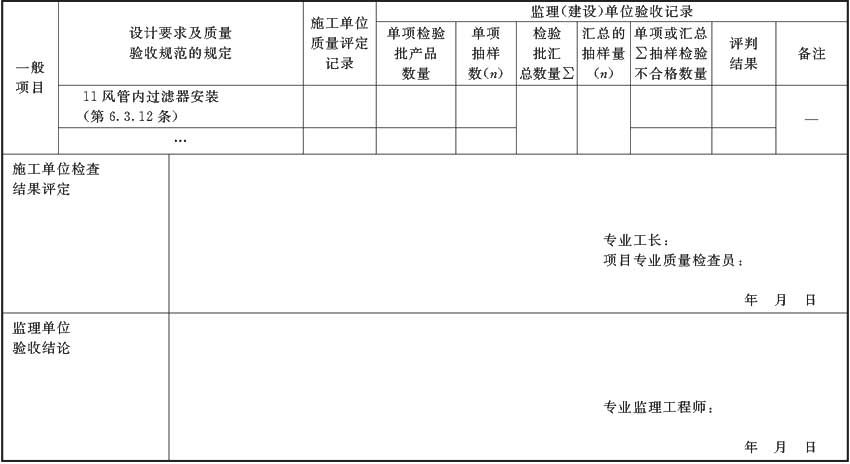 一般
项目
设计要求及质量
验收规范的规定
施工单位
质量评定
记录
监理(建设)单位验收记录
单项检验
批产品
数量
单项
抽样
数(n)
检验
批汇
总数量∑
汇总的
抽样量
(n)
单项或汇总
∑抽样检验
不合格数量
评判
结果
备注
11风管内过滤器安装
(第6.3.12条)
—
…
施工单位检查
结果评定
专业工长:
项目专业质量检查员:
年 月 日
监理单位
验收结论
专业监理工程师:
年 月 日